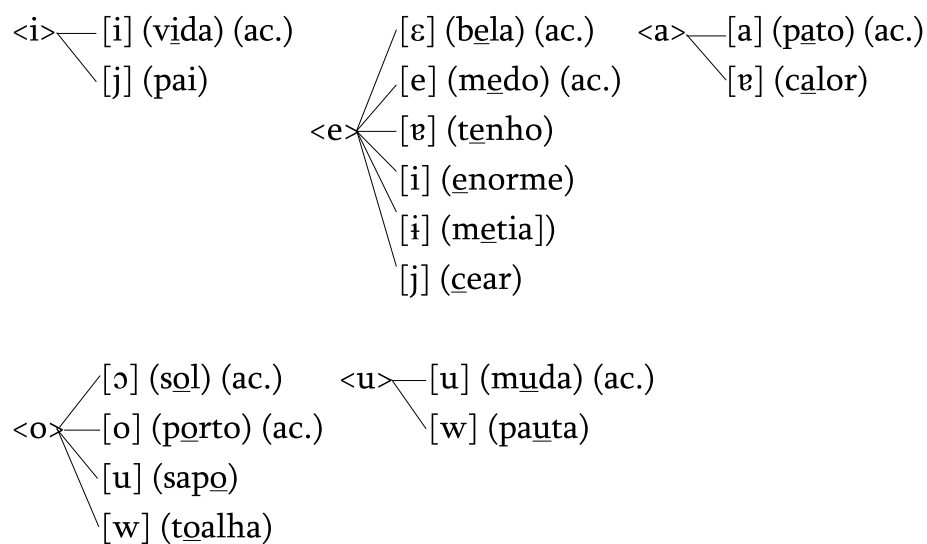 <i> [i] (vida) (ac.)
[j] (pai)
<e> [ɛ] (bela) (ac.)
[e] (medo) (ac.)
[ɐ] (tenho)
[i] (enorme)
[ɨ] (metia])
[j] (cear)
<a> [a] (pato) (ac.)
[ɐ] (calor)
<o> [ɔ] (sol) (ac.)
[o] (porto) (ac.)
[u] (sapo)
[w] (toalha)
<u> [u] (muda) (ac.)
[w] (pauta)